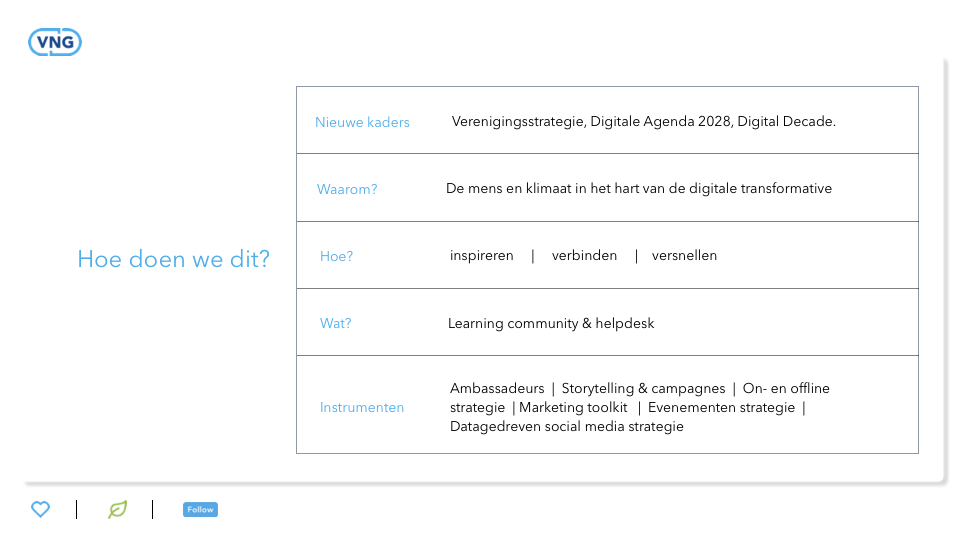 VNG
Hoe doen we dit?
Nieuwe kaders
Verenigingsstrategie, Digitale Agenda 2028, Digital Decade.
Waarom?
De mens en klimaat in het hart van de digitale transformative
Hoe?
inspireren | verbinden | versnellen
Wat?
Learning community & helpdesk
Instrumenten
Ambassadeurs | Storytelling & campagnes | On- en offline
strategie | Marketing toolkit | Evenementen strategie |
Datagedreven social media strategie
Follow